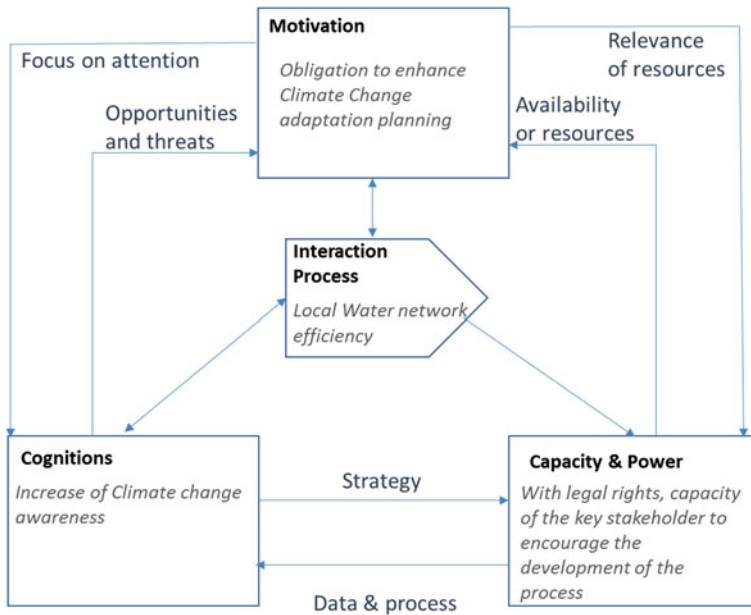 Motivation
Obligation to enhance
Climate Change
adaptation planning
Focus on attention
Relevance
of resources
Opportunities
and threats
Availability
or resources
Interaction
Process
Local Water network
efficiency
Cognitions
Increase of Climate change
awareness
Strategy
Capacity & Power
With legal rights, capacity
of the key stakeholder to
encourage the
development of the
process
Data & process